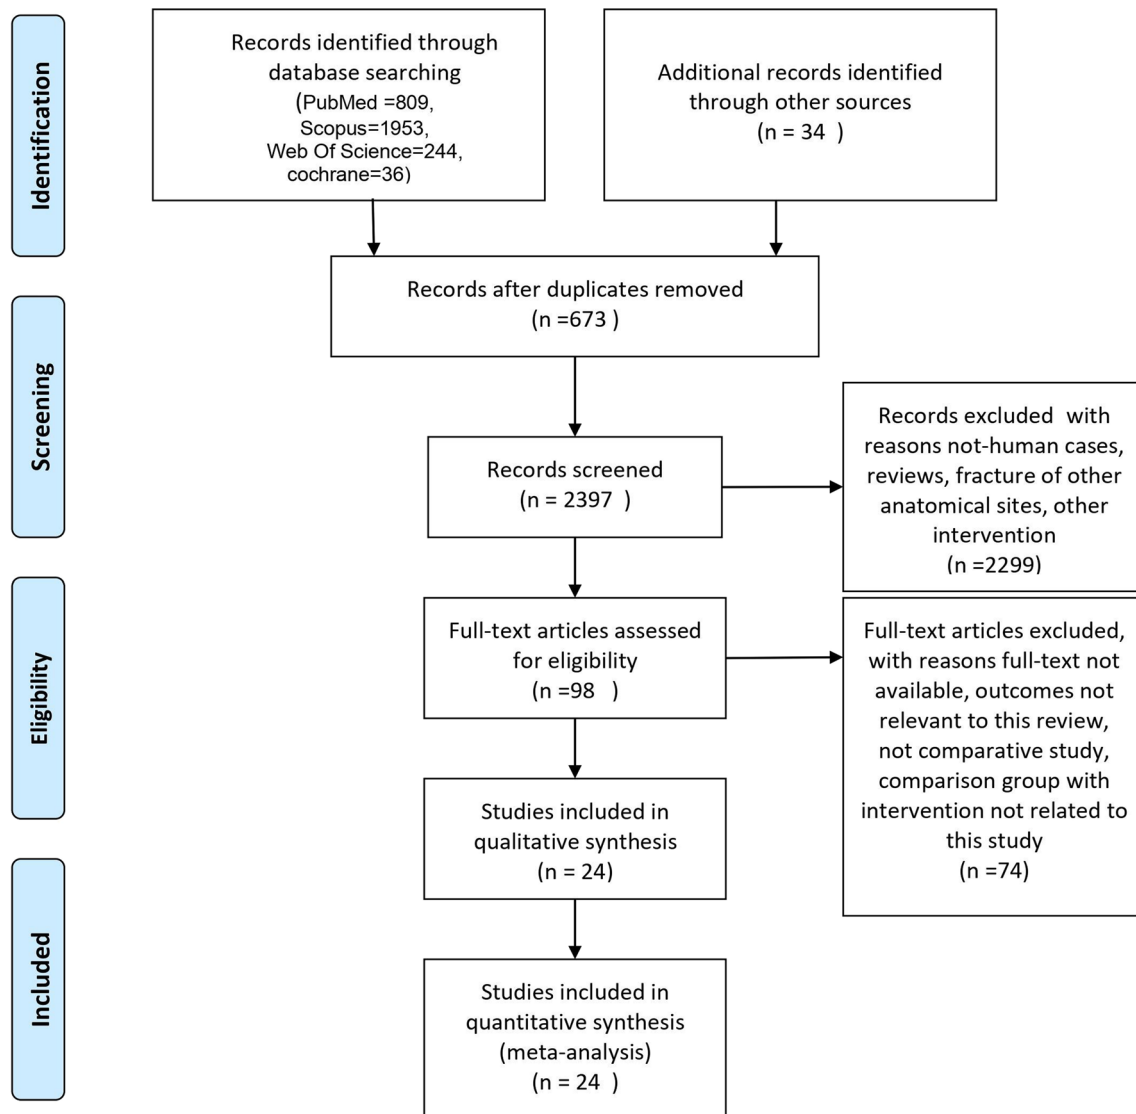 Identification
Records identified through
database searching
(PubMed =809,
Scopus=1953,
Web Of Science=244,
cochrane=36)
Additional records identified
through other sources
(n = 34 )
Records after duplicates removed
(n =673 )
Screening
Records screened
(n = 2397 )
Records excluded with
reasons not-human cases,
reviews, fracture of other
anatomical sites, other
intervention
(n =2299)
Eligibility
Full-text articles assessed
for eligibility
(n =98 )
Full-text articles excluded,
with reasons full-text not
available, outcomes not
relevant to this review,
not comparative study,
comparison group with
intervention not related to
this study
(n =74)
Studies included in
qualitative synthesis
(n = 24)
Included
Studies included in
quantitative synthesis
(meta-analysis)
(n = 24 )